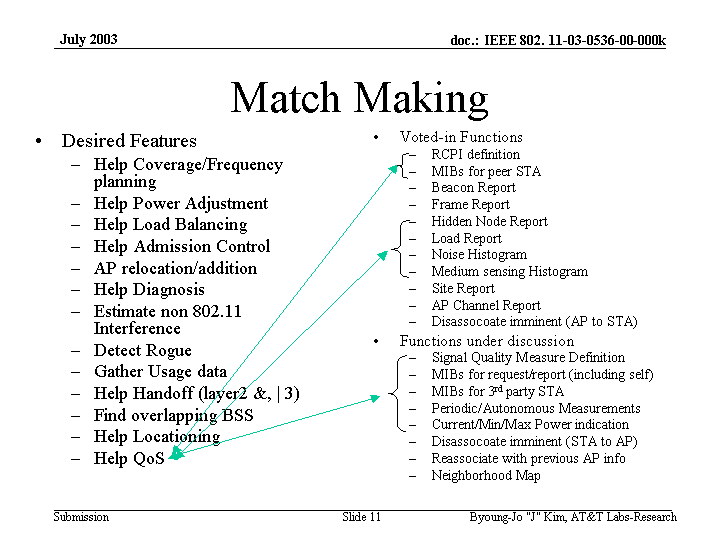 July 2003
doc.: IEEE 802. 11-03-0536-00-000k
Match Making
• Desired Features
– Help Coverage/Frequency
planning
– Help Power Adjustment
– Help Load Balancing
– Help Admission Control
– AP relocation/addition
– Help Diagnosis
– Estimate non 802.11
Interference
– Detect Rogue
– Gather Usage data
– Help Handoff (layer2 &, | 3)
– Find overlapping BSS
– Help Locationing
– Help QoS
• Voted-in Functions
– RCPI definition
– MIBs for peer STA
– Beacon Report
– Frame Report
– Hidden Node Report
– Load Report
– Noise Histogram
– Medium sensing Histogram
– Site Report
– AP Channel Report
– Disassocoate imminent (AP to STA)
• Functions under discussion
– Signal Quality Measure Definition
– MIBs for request/report (including self)
– MIBs for 3rd party STA
– Periodic/Autonomous Measurements
– Current/Min/Max Power indication
– Disassocoate imminent (STA to AP)
– Reassociate with previous AP info
– Neighborhood Map
Submission
Slide 11
Byoung-Jo "J" Kim, AT&T Labs-Research